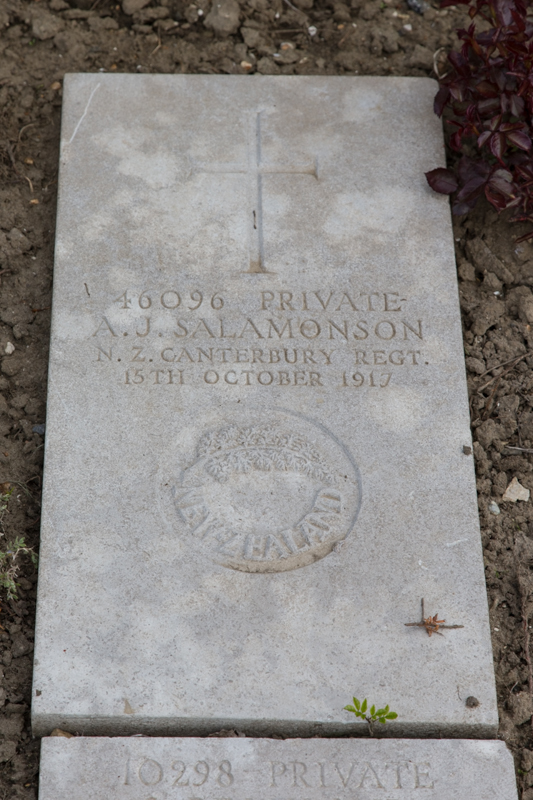 46096 PRIVATE
A. J. SALAMONSON
N. Z. CANTERBURY REGT.
15TH OCTOBER 1917
NEW ZEALAND
10298 PRIVATE